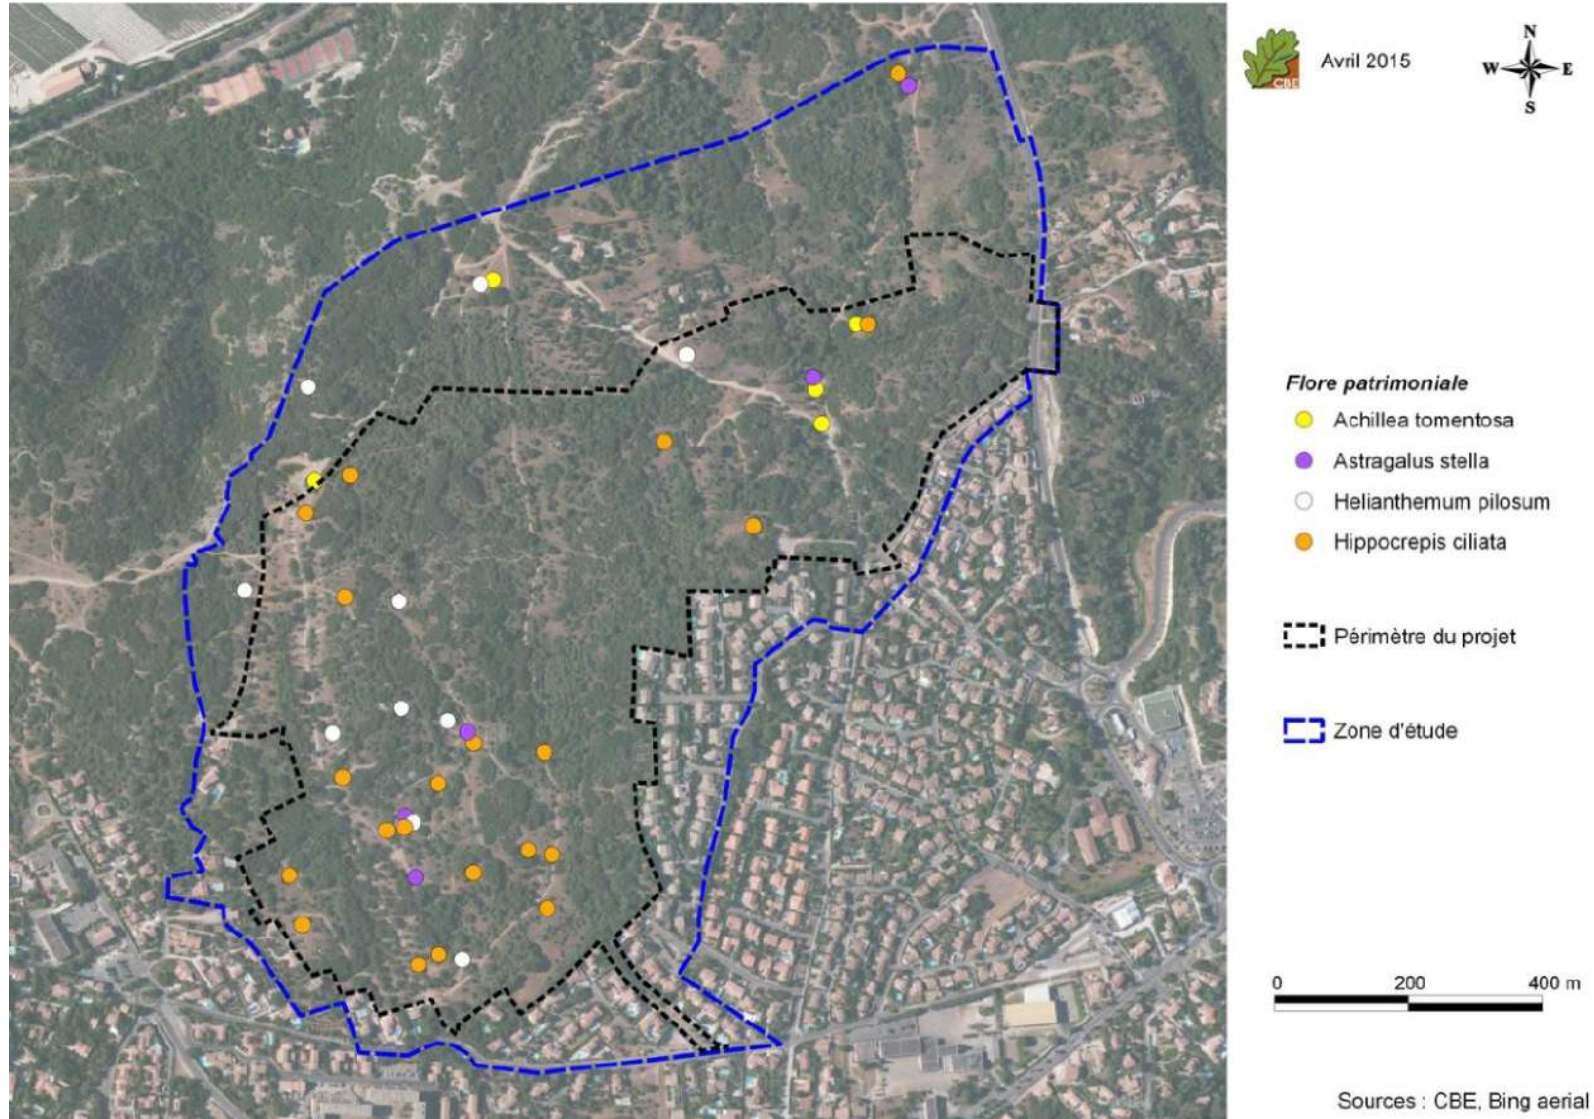 CBE
Avril 2015
N
W E
S
Flore patrimoniale
Achillea tomentosa
Astragalus stella
Helianthemum pilosum
Hippocrepis ciliata
Périmètre du projet
Zone d'étude
0 200 400 m
Sources : CBE, Bing aerial